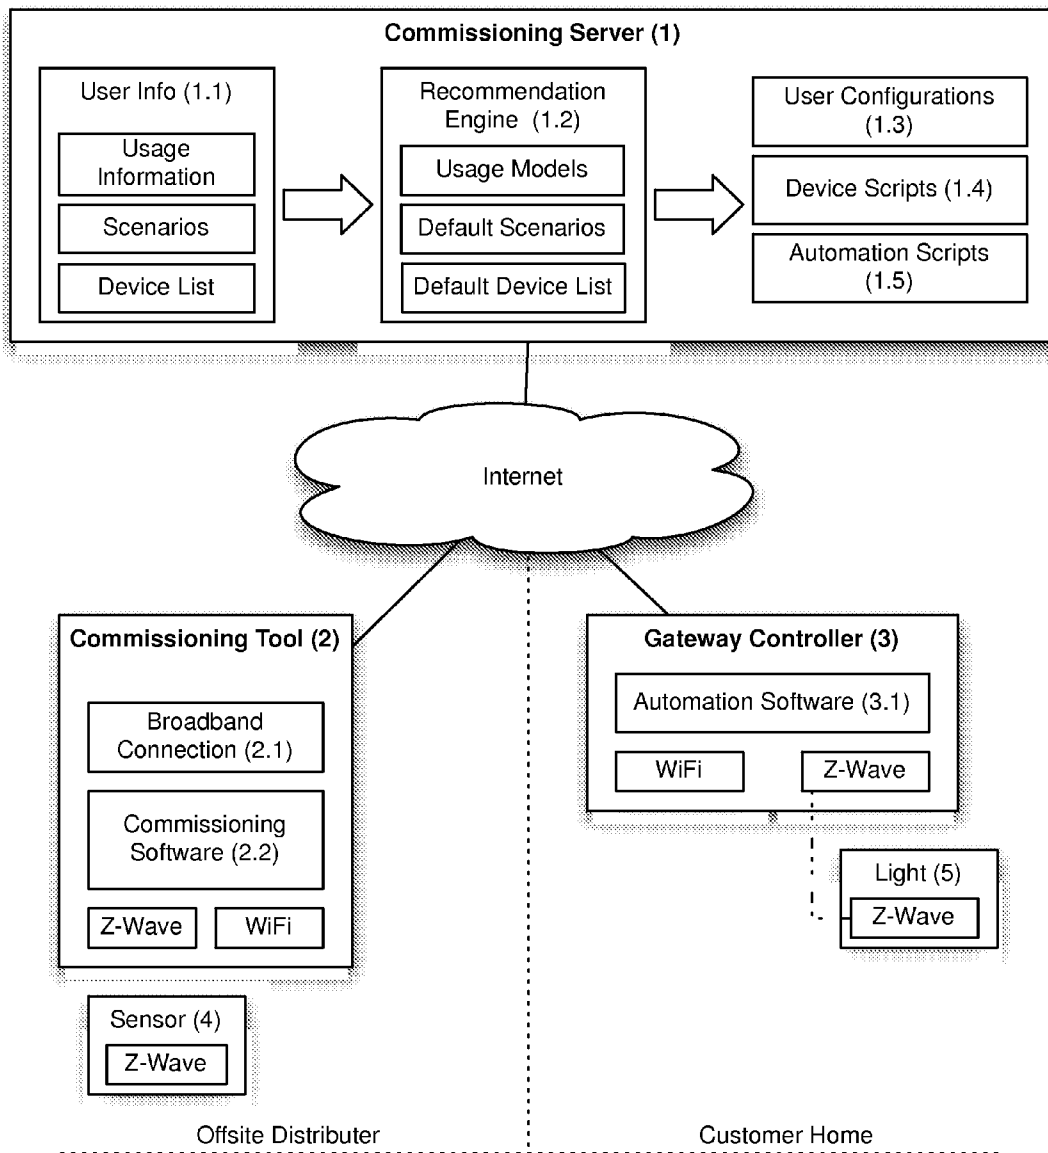 Commissioning Server (1)
User Info (1.1)
Usage
Information
Scenarios
Device List
Recommendation
Engine (1.2)
Usage Models
Default Scenarios
Default Device List
User Configurations
(1.3)
Device Scripts (1.4)
Automation Scripts
(1.5)
Internet
Commissioning Tool (2)
Broadband
Connection (2.1)
Commissioning
Software (2.2)
Z-Wave
WiFi
Sensor (4)
Z-Wave
Gateway Controller (3)
Automation Software (3.1)
WiFi
Z-Wave
Light (5)
Z-Wave
Offsite Distributer
Customer Home